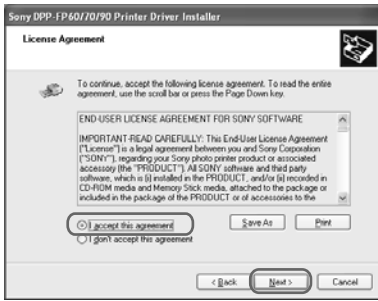 Sony DPP-FP60/70/90 Printer Driver Installer
License Agreement
To continue, accept the following license agreement. To read the entire
agreement, use the scroll bar or press the Page Down key.
END-USER LICENSE AGREEMENT FOR SONY SOFTWARE
IMPORTANT-READ CAREFULLY: This End-User License Agreement
("License") is a legal agreement between you and Sony Corporation
("SONY"), regarding your Sony photo printer product or associated
accessory (the "PRODUCT"). All SONY software and third party
software, which is (i) installed in the PRODUCT, and/or (ii) recorded in
CD-ROM media and Memory Stick media, attached to the package or
included in the package of the PRODUCT or of accessories to the
I accept this agreement
I don't accept this agreement
Save As
Print
< Back
Next >
Cancel